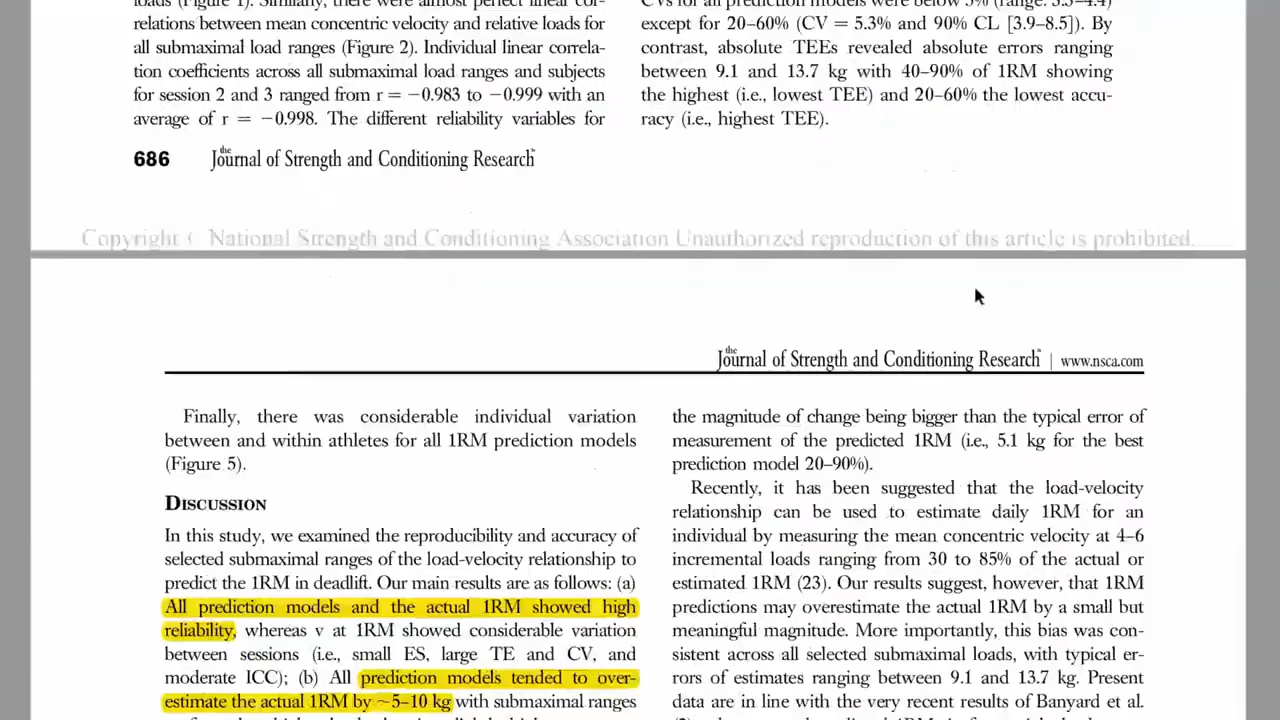 loads (Figure 1). Similarly, there were almost perfect linear cor-
relations between mean concentric velocity and relative loads for
all submaximal load ranges (Figure 2). Individual linear correla-
tion coefficients across all submaximal load ranges and subjects
for session 2 and 3 ranged from r = −0.983 to −0.999 with an
average of r = −0.998. The different reliability variables for
CVs for all prediction models were below 5% (range: 3.5–4.4)
except for 20–60% (CV = 5.3% and 90% CL [3.9–8.5]). By
contrast, absolute TEEs revealed absolute errors ranging
between 9.1 and 13.7 kg with 40–90% of 1RM showing
the highest (i.e., lowest TEE) and 20–60% the lowest accu-
racy (i.e., highest TEE).
686 the Journal of Strength and Conditioning Research™
Copyright © National Strength and Conditioning Association Unauthorized reproduction of this article is prohibited.
the Journal of Strength and Conditioning Research™ | www.nsca.com
Finally, there was considerable individual variation
between and within athletes for all 1RM prediction models
(Figure 5).
DISCUSSION
In this study, we examined the reproducibility and accuracy of
selected submaximal ranges of the load-velocity relationship to
predict the 1RM in deadlift. Our main results are as follows: (a)
All prediction models and the actual 1RM showed high
reliability, whereas v at 1RM showed considerable variation
between sessions (i.e., small ES, large TE and CV, and
moderate ICC); (b) All prediction models tended to over-
estimate the actual 1RM by ~5–10 kg with submaximal ranges
the magnitude of change being bigger than the typical error of
measurement of the predicted 1RM (i.e., 5.1 kg for the best
prediction model 20–90%).
Recently, it has been suggested that the load-velocity
relationship can be used to estimate daily 1RM for an
individual by measuring the mean concentric velocity at 4–6
incremental loads ranging from 30 to 85% of the actual or
estimated 1RM (23). Our results suggest, however, that 1RM
predictions may overestimate the actual 1RM by a small but
meaningful magnitude. More importantly, this bias was con-
sistent across all selected submaximal loads, with typical er-
rors of estimates ranging between 9.1 and 13.7 kg. Present
data are in line with the very recent results of Banyard et al.